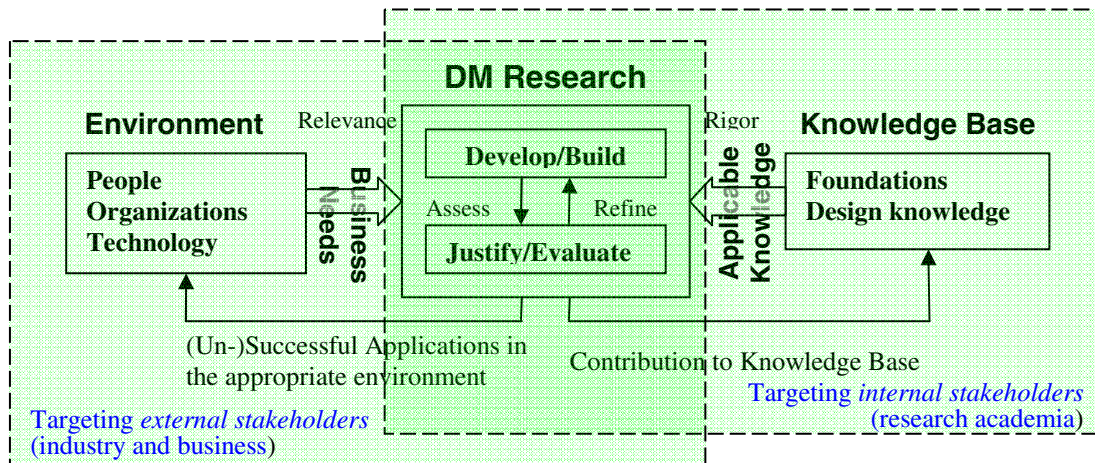 DM Research
Environment
Relevance
Rigor
Knowledge Base
People
Organizations
Technology
Business
Needs
Develop/Build
Assess
Refine
Justify/Evaluate
Applicable
Knowledge
Foundations
Design knowledge
(Un-)Successful Applications in
the appropriate environment
Contribution to Knowledge Base
Targeting external stakeholders
(industry and business)
Targeting internal stakeholders
(research academia)